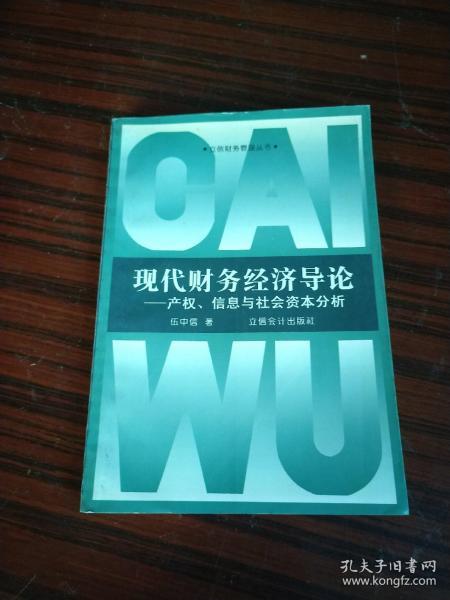 CAI
•立信财务管理丛书•
现代财务经济导论
——产权、信息与社会资本分析
伍中信 著 立信会计出版社
WU
孔夫子旧书网
www.kongfz.com